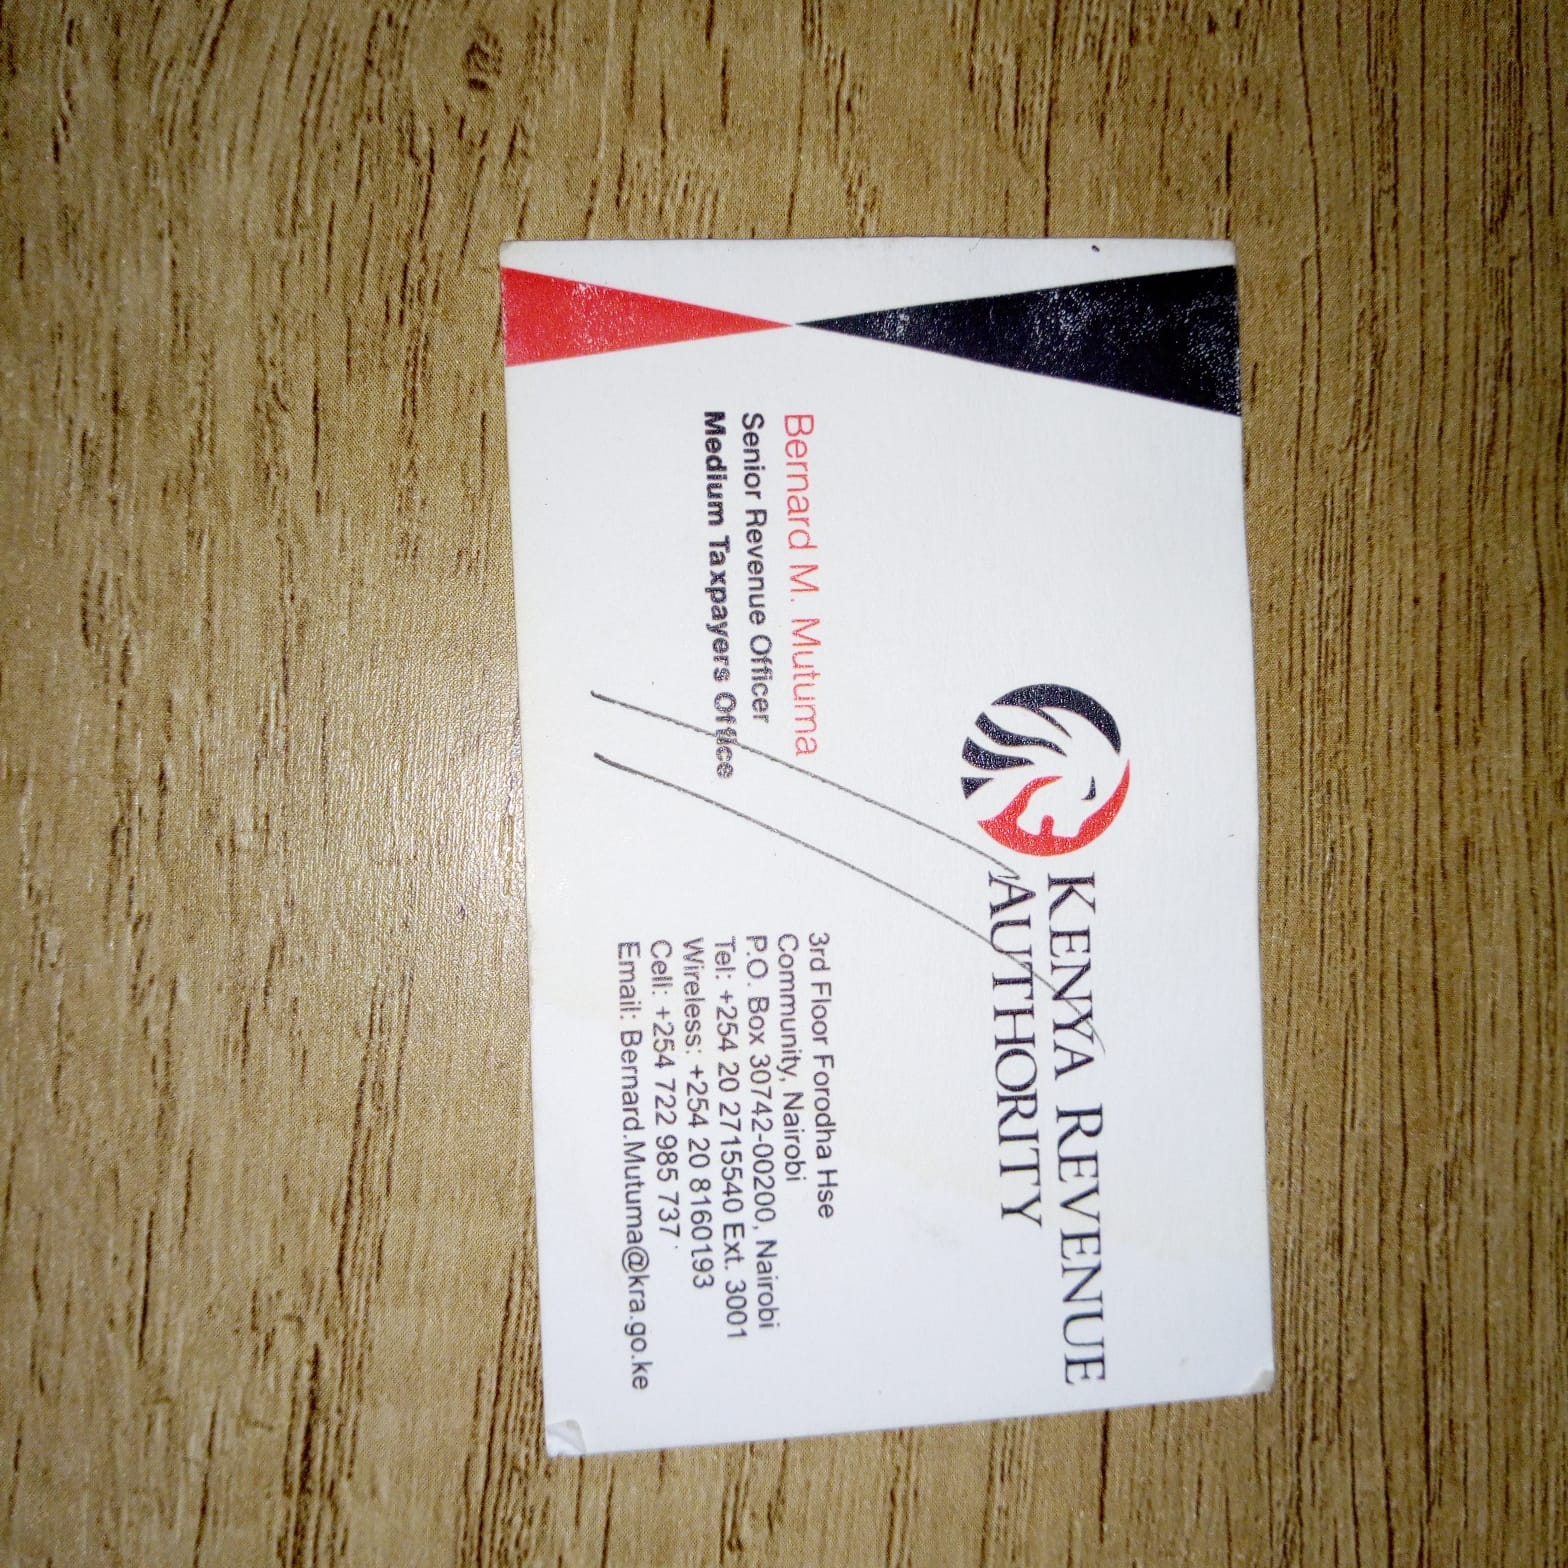 KENYA REVENUE
AUTHORITY
Bernard M. Mutuma
Senior Revenue Officer
Medium Taxpayers Office
3rd Floor Forodha Hse
Community, Nairobi
P.O. Box 30742-00200, Nairobi
Tel: +254 20 2715540 Ext. 3001
Wireless: +254 20 8160193
Cell: +254 722 985 737
Email: Bernard.Mutuma@kra.go.ke